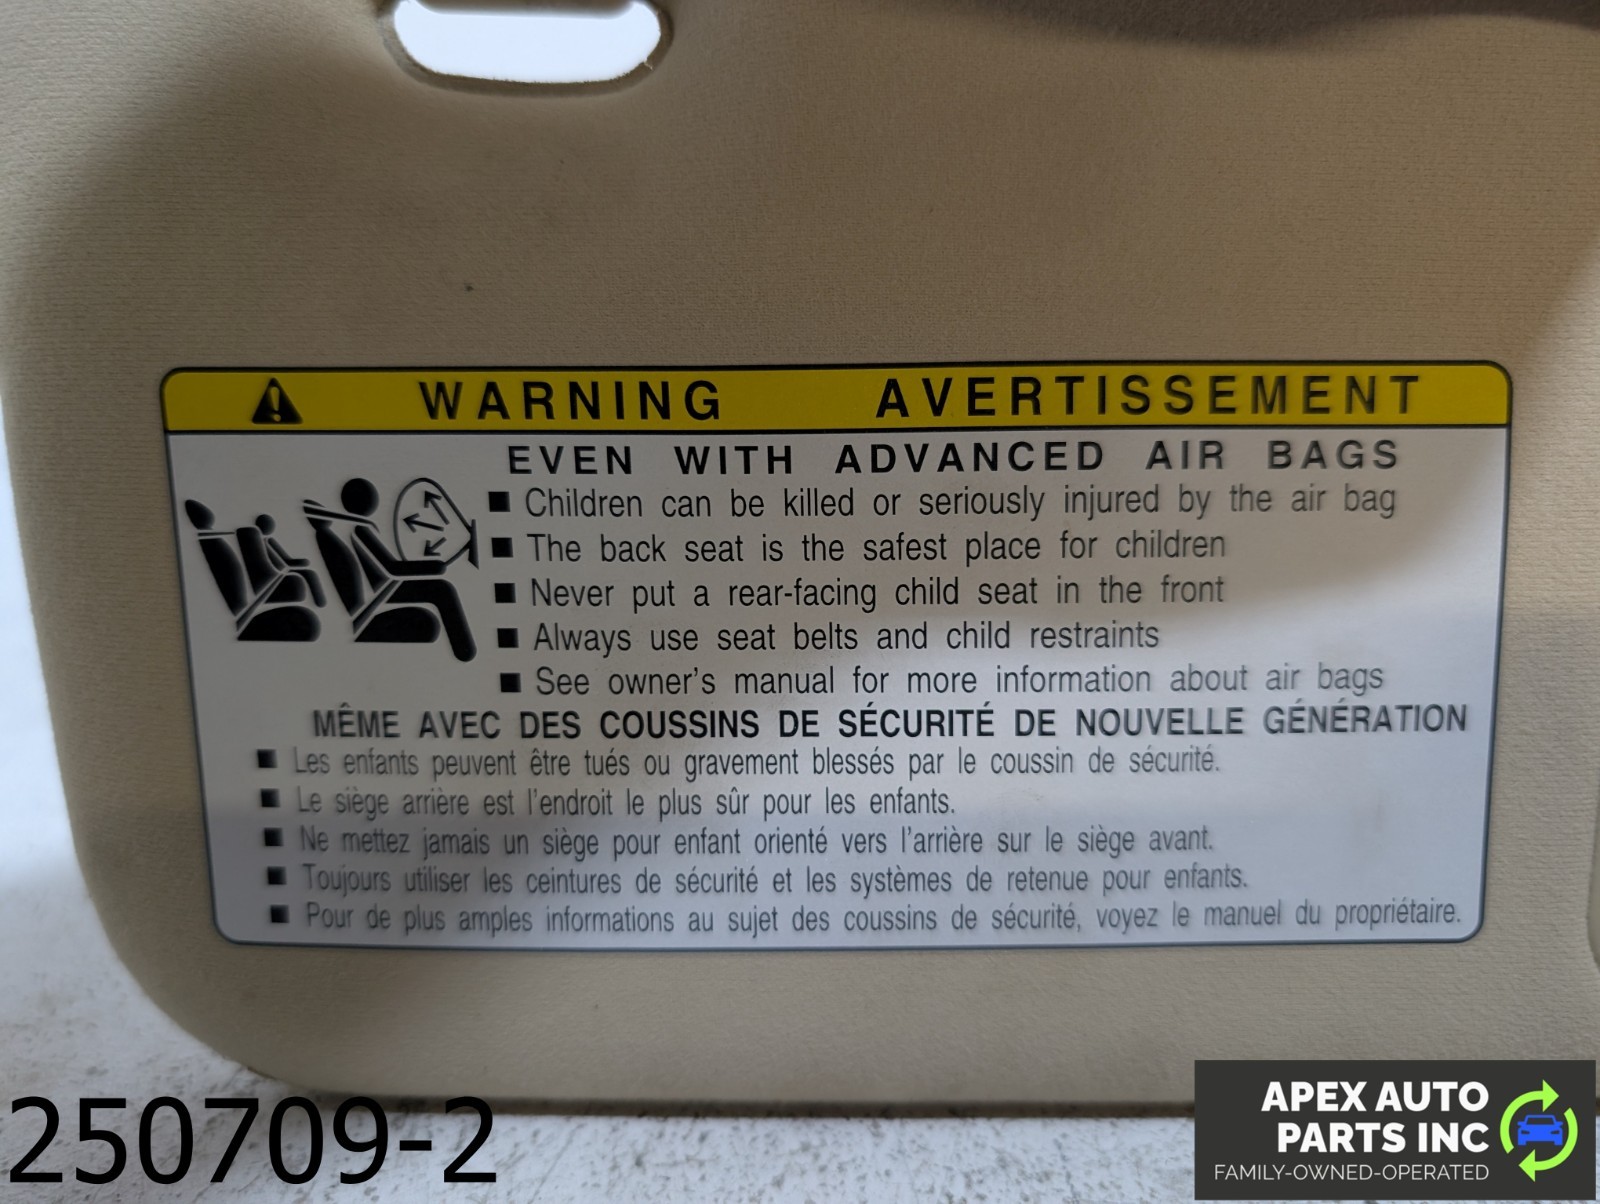 WARNING AVERTISSEMENT
EVEN WITH ADVANCED AIR BAGS
■ Children can be killed or seriously injured by the air bag
■ The back seat is the safest place for children
■ Never put a rear-facing child seat in the front
■ Always use seat belts and child restraints
■ See owner's manual for more information about air bags
MÊME AVEC DES COUSSINS DE SÉCURITÉ DE NOUVELLE GÉNÉRATION
■ Les enfants peuvent être tués ou gravement blessés par le coussin de sécurité.
■ Le siège arrière est l'endroit le plus sûr pour les enfants.
■ Ne mettez jamais un siège pour enfant orienté vers l'arrière sur le siège avant.
■ Toujours utiliser les ceintures de sécurité et les systèmes de retenue pour enfants.
■ Pour de plus amples informations au sujet des coussins de sécurité, voyez le manuel du propriétaire.
250709-2
APEX AUTO
PARTS INC
FAMILY-OWNED-OPERATED